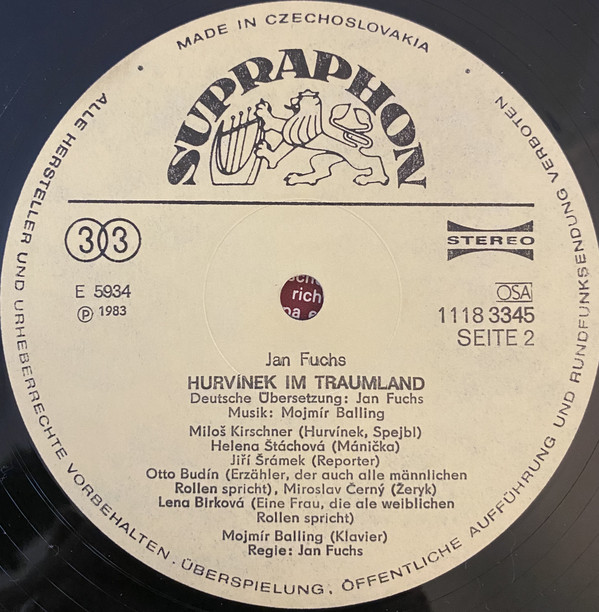 MADE IN CZECHOSLOVAKIA
SUPRAPHON
ALLE HERSTELLER UND URHEBERRECHTE VORBEHALTEN. ÜBERSPIELUNG, ÖFFENTLICHE AUFFÜHRUNG UND RUNDFUNKSENDUNG VERBOTEN
33
STEREO
E 5934
Ⓟ 1983
OSA
1118 3345
SEITE 2
rich
Jan Fuchs
HURVÍNEK IM TRAUMLAND
Deutsche Übersetzung: Jan Fuchs
Musik: Mojmír Balling
Miloš Kirschner (Hurvínek, Spejbl)
Helena Štáchová (Mánička)
Jiří Šrámek (Reporter)
Otto Budín (Erzähler, der auch alle männlichen
Rollen spricht), Miroslav Černý (Žeryk)
Lena Birková (Eine Frau, die ale weiblichen
Rollen spricht)
Mojmír Balling (Klavier)
Regie: Jan Fuchs